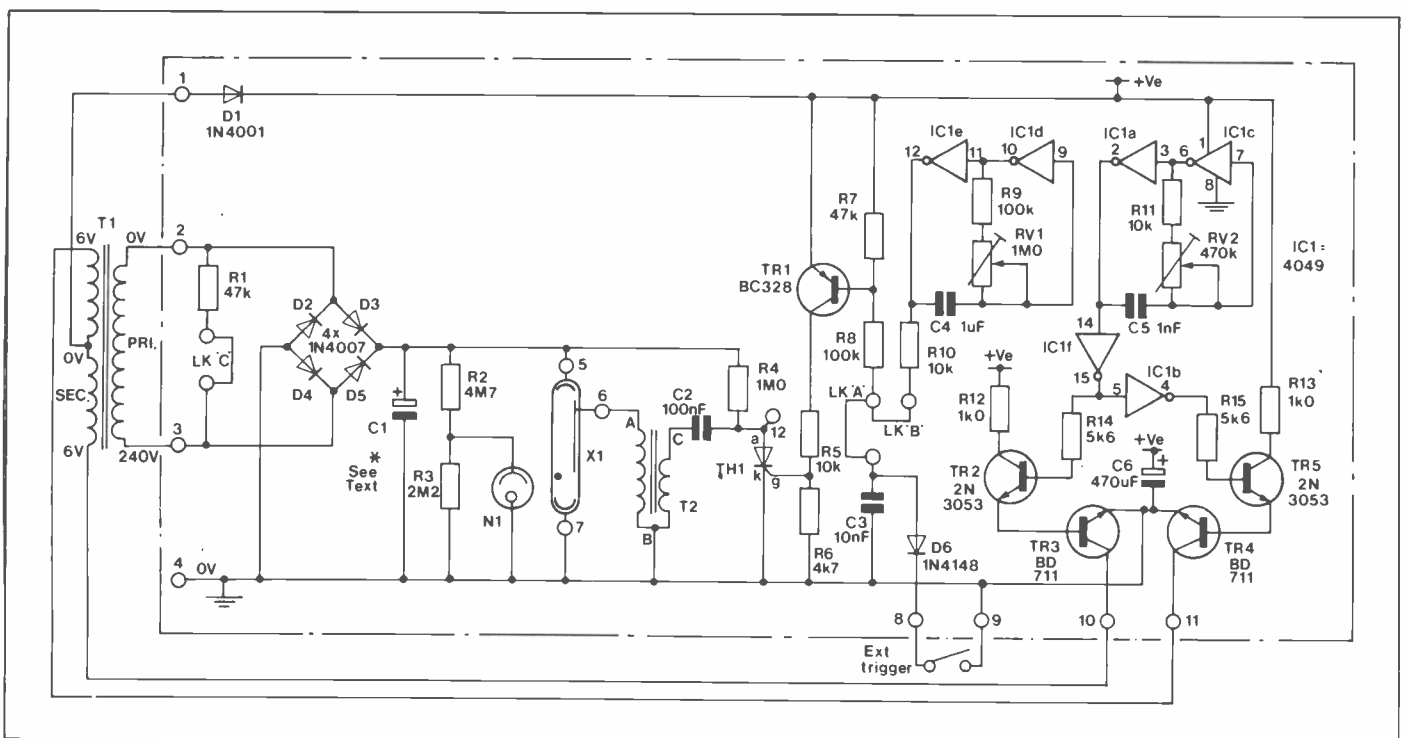 1
D1
1N4001
+Ve
IC1e
12
11
IC1d
10
9
IC1a
2
3
IC1c
6
1
7
8
R9
100k
RV1
1M0
R11
10k
RV2
470k
IC1 =
4049
T1
6V
0V
2
R1
47k
PRI.
LK 'C'
0V
SEC.
6V
240V
3
D2
D3
4x
1N4007
D4
D5
R7
47k
TR1
BC328
C4
1uF
R10
10k
C5
1nF
14
IC1f
15
IC1b
5
4
R8
100k
LK 'A'
LK 'B'
+Ve
R12
1k0
R14
5k6
R15
5k6
R13
1k0
+Ve
C6
470uF
+
TR2
2N
3053
TR5
2N
3053
TR3
BD
711
TR4
BD
711
+
C1
*
See
Text
R2
4M7
R3
2M2
N1
5
X1
7
6
A
B
C
T2
C2
100nF
R4
1M0
12
a
k
g
TH1
R5
10k
R6
4k7
C3
10nF
D6
1N4148
4
0V
8
9
10
11
Ext
trigger